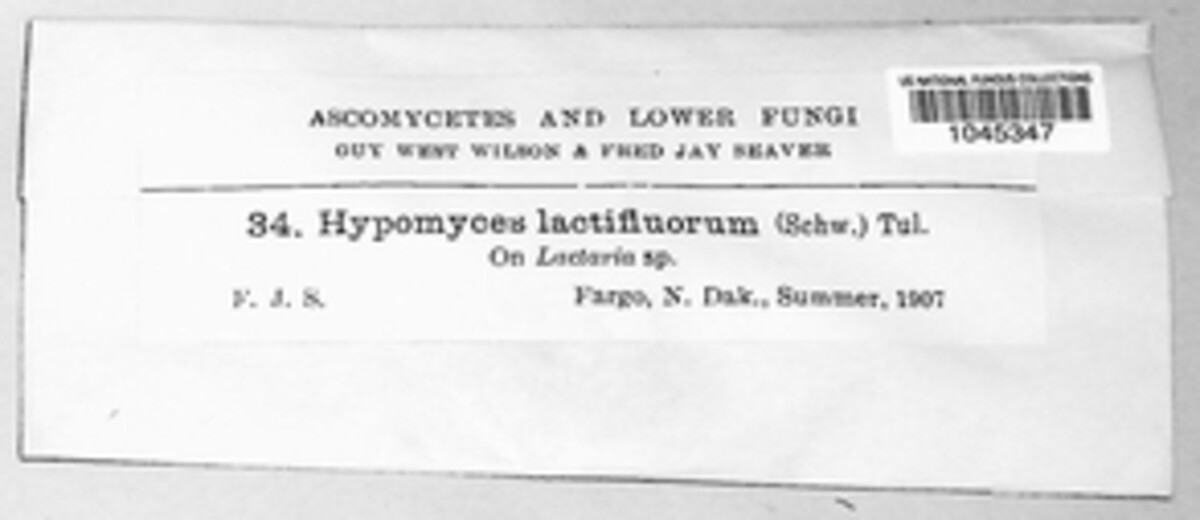 US NATIONAL FUNGUS COLLECTIONS
1045347
ASCOMYCETES AND LOWER FUNGI
GUY WEST WILSON & FRED JAY SEAVER
34. Hypomyces lactifluorum (Schw.) Tul.
On Lactaria sp.
F. J. S. Fargo, N. Dak., Summer, 1907